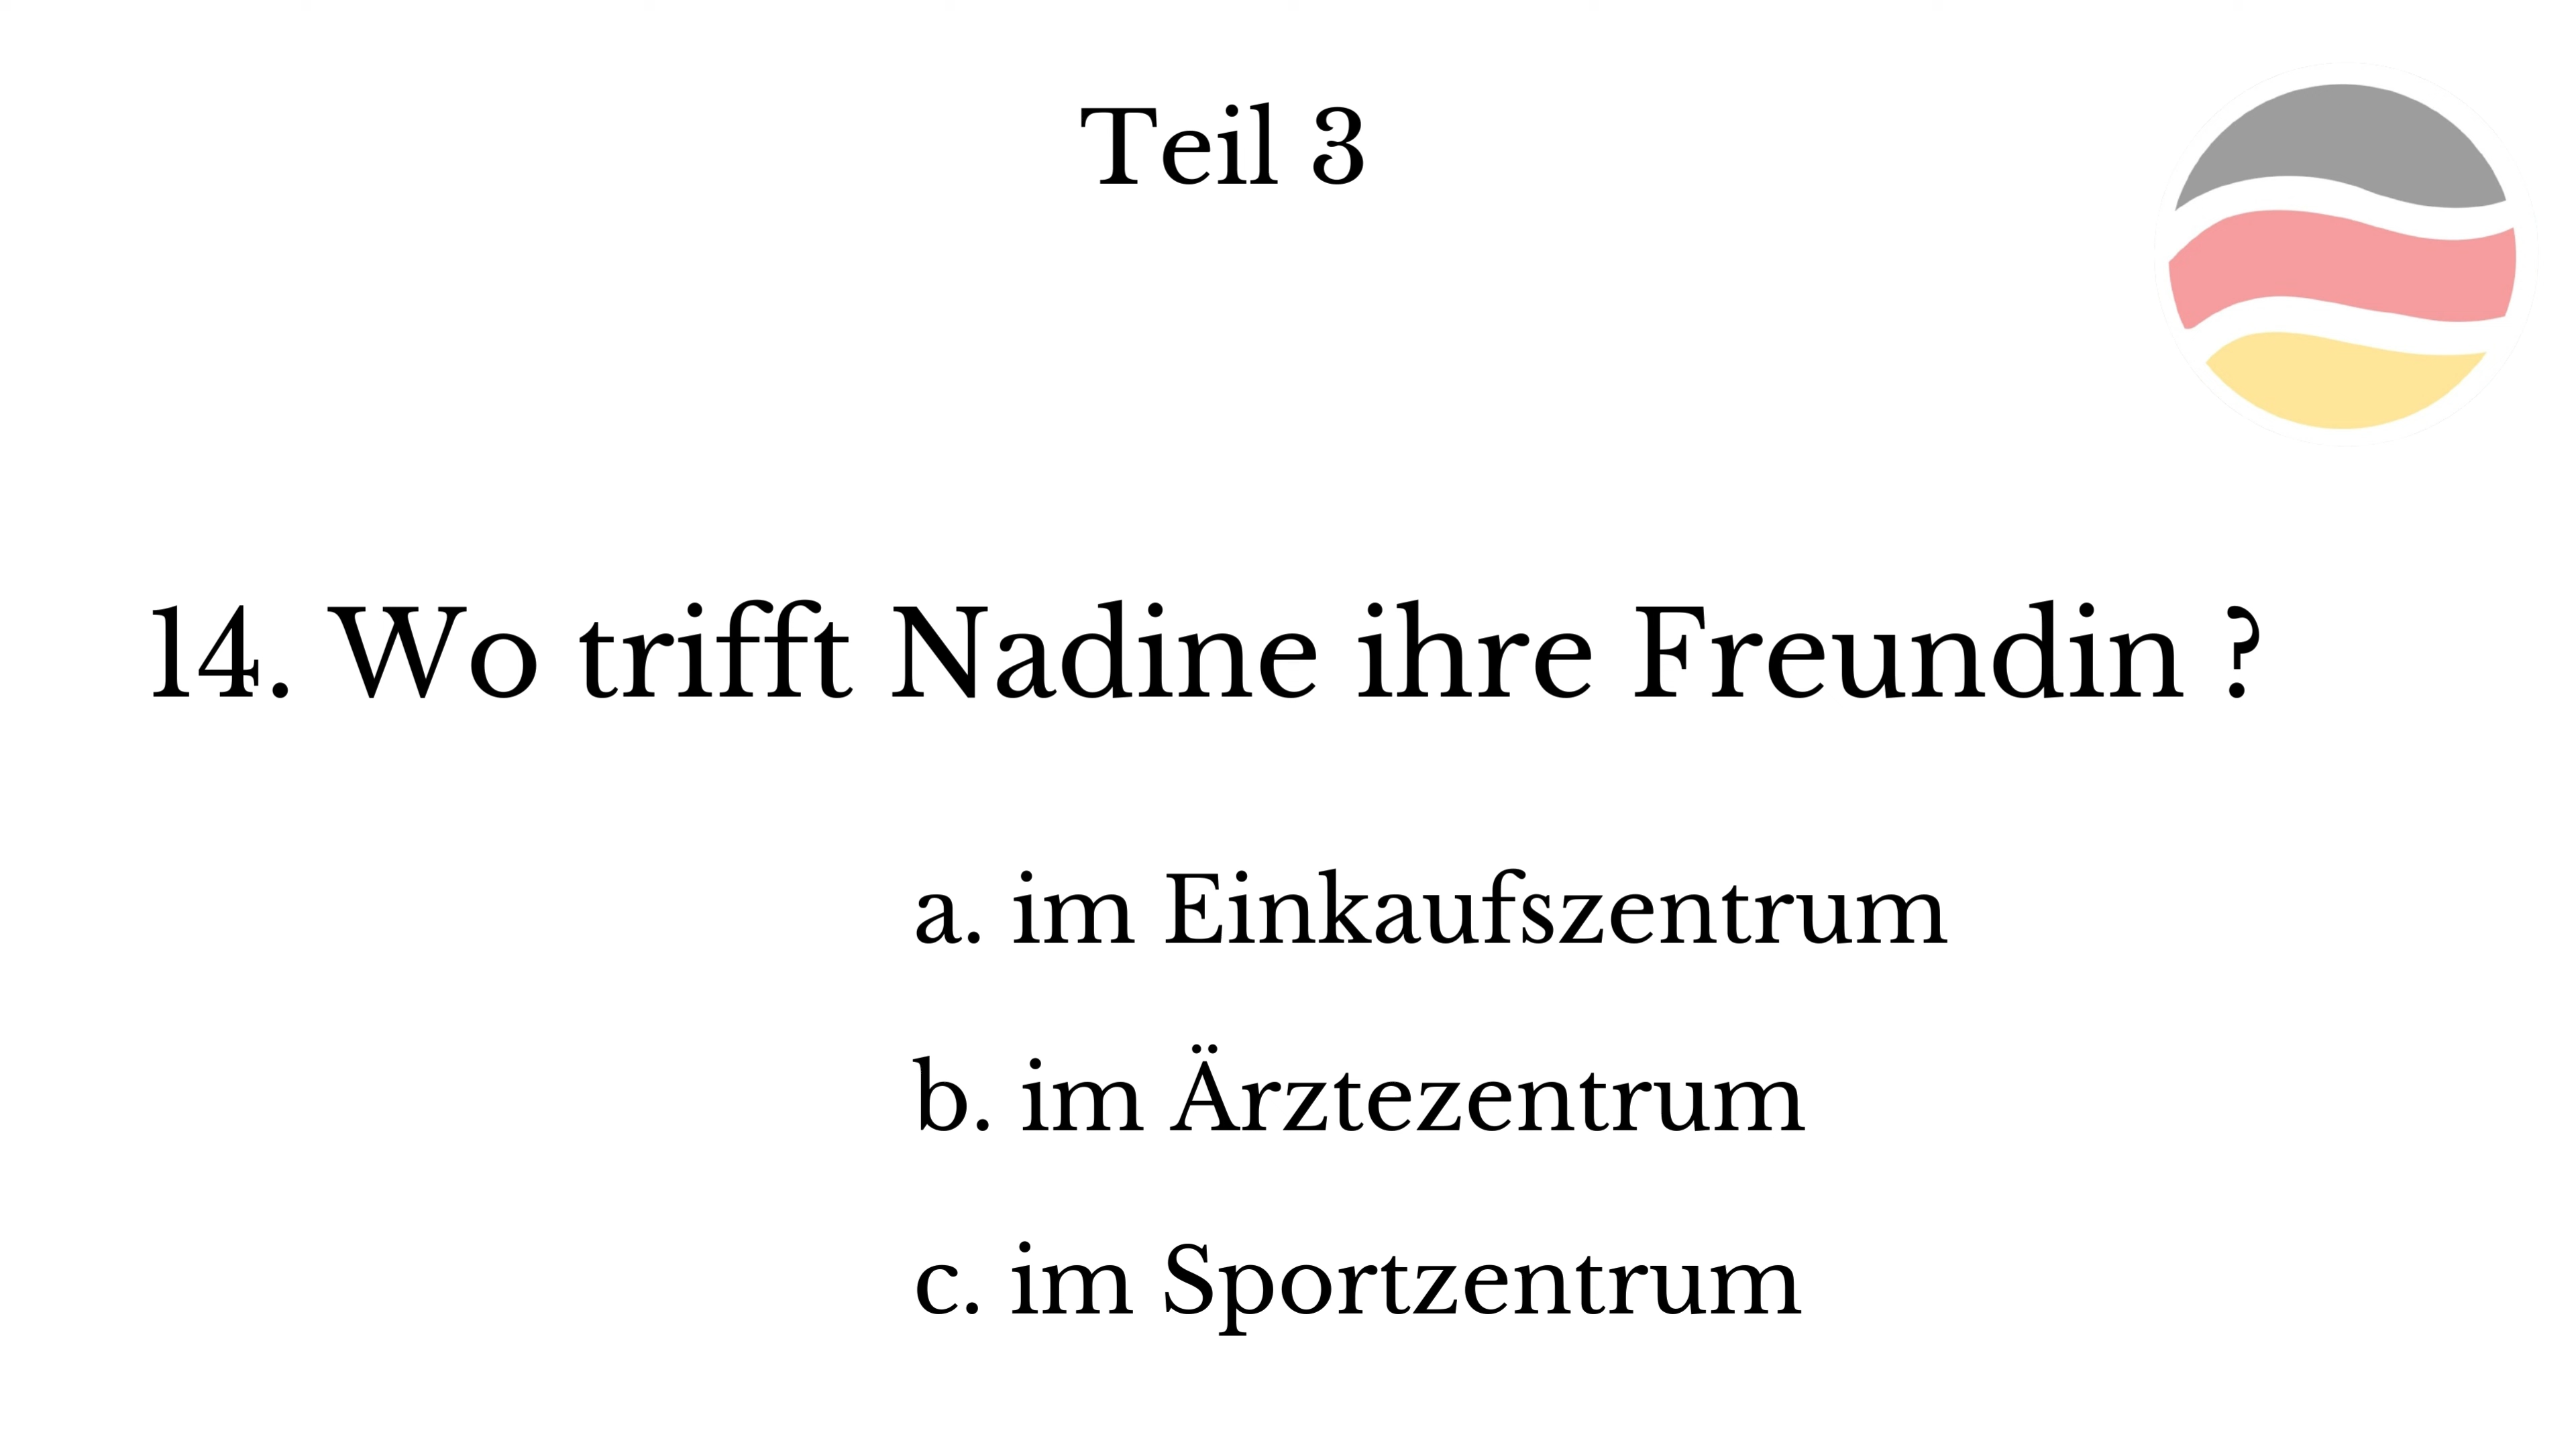 Teil 3
14. Wo trifft Nadine ihre Freundin ?
a. im Einkaufszentrum
b. im Ärztezentrum
c. im Sportzentrum